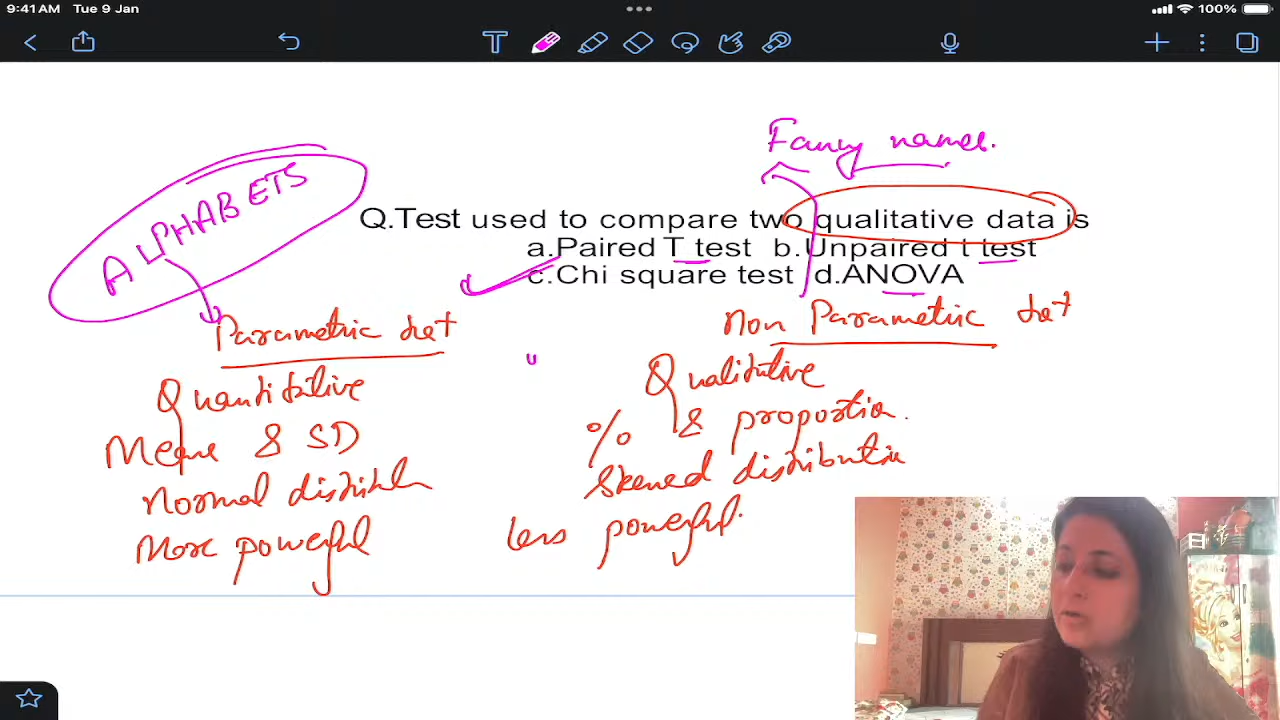 9:41 AM Tue 9 Jan
100%
Fancy names.
ALPHABETS
Q.Test used to compare two qualitative data is
a.Paired T test b.Unpaired t test
c.Chi square test d.ANOVA
Parametric test
Non Parametric test
Quantitative
Qualitative
Mean & SD
% & proportion.
Normal distribution
Skewed distribution
More powerful
less powerful.